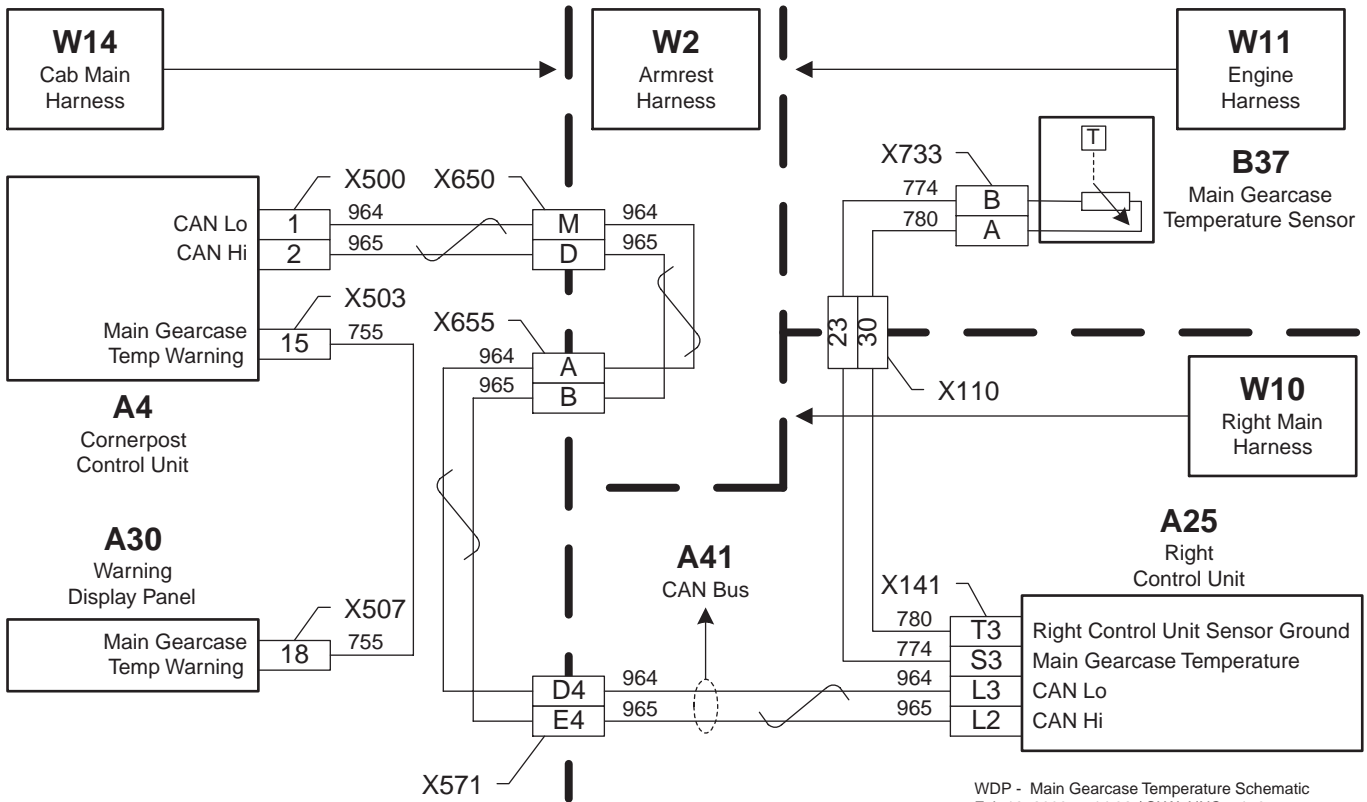 W14
Cab Main
Harness
W2
Armrest
Harness
W11
Engine
Harness
B37
Main Gearcase
Temperature Sensor
T
X733
774
B
780
A
X500
X650
CAN Lo
1
964
M
964
CAN Hi
2
965
D
965
X503
Main Gearcase
Temp Warning
15
755
X655
964
A
965
B
23
30
X110
A4
Cornerpost
Control Unit
W10
Right Main
Harness
A30
Warning
Display Panel
A41
CAN Bus
A25
Right
Control Unit
X507
Main Gearcase
Temp Warning
18
755
X141
780
T3
Right Control Unit Sensor Ground
774
S3
Main Gearcase Temperature
D4
964
964
L3
CAN Lo
E4
965
965
L2
CAN Hi
X571
WDP - Main Gearcase Temperature Schematic